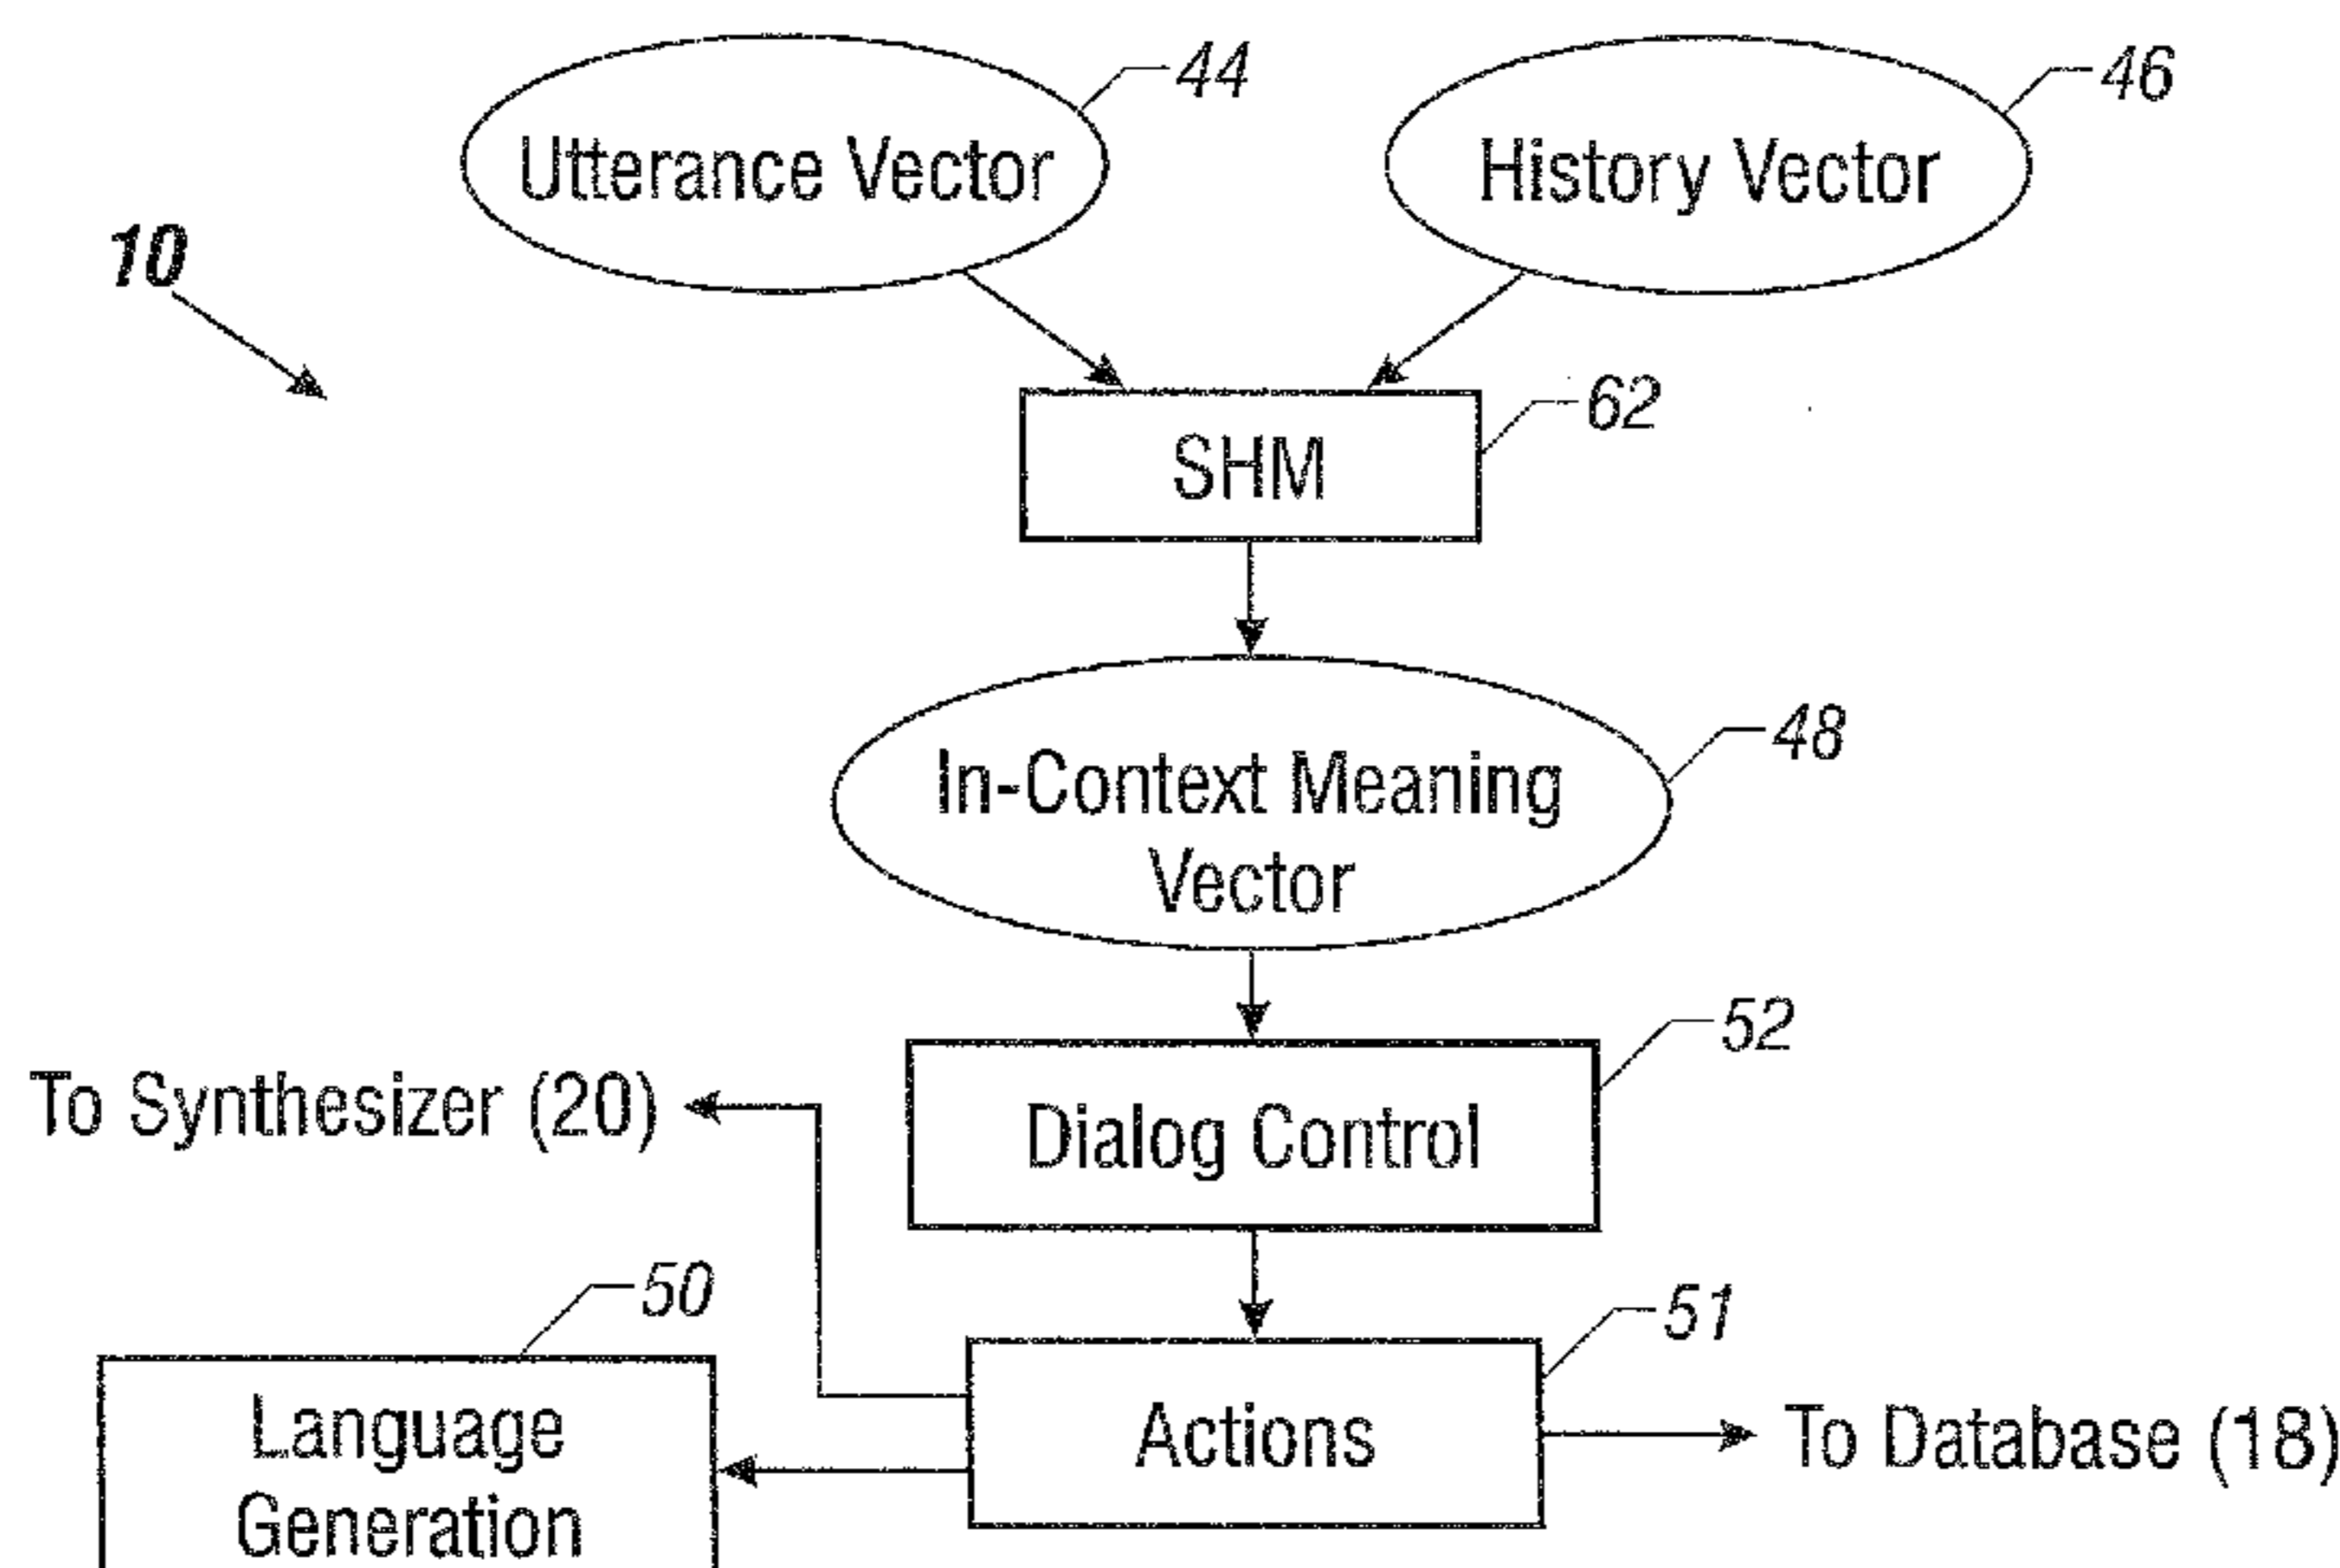 44
46
Utterance Vector
History Vector
10
62
SHM
48
In-Context Meaning
Vector
52
To Synthesizer (20)
Dialog Control
50
51
Language
Generation
Actions
To Database (18)